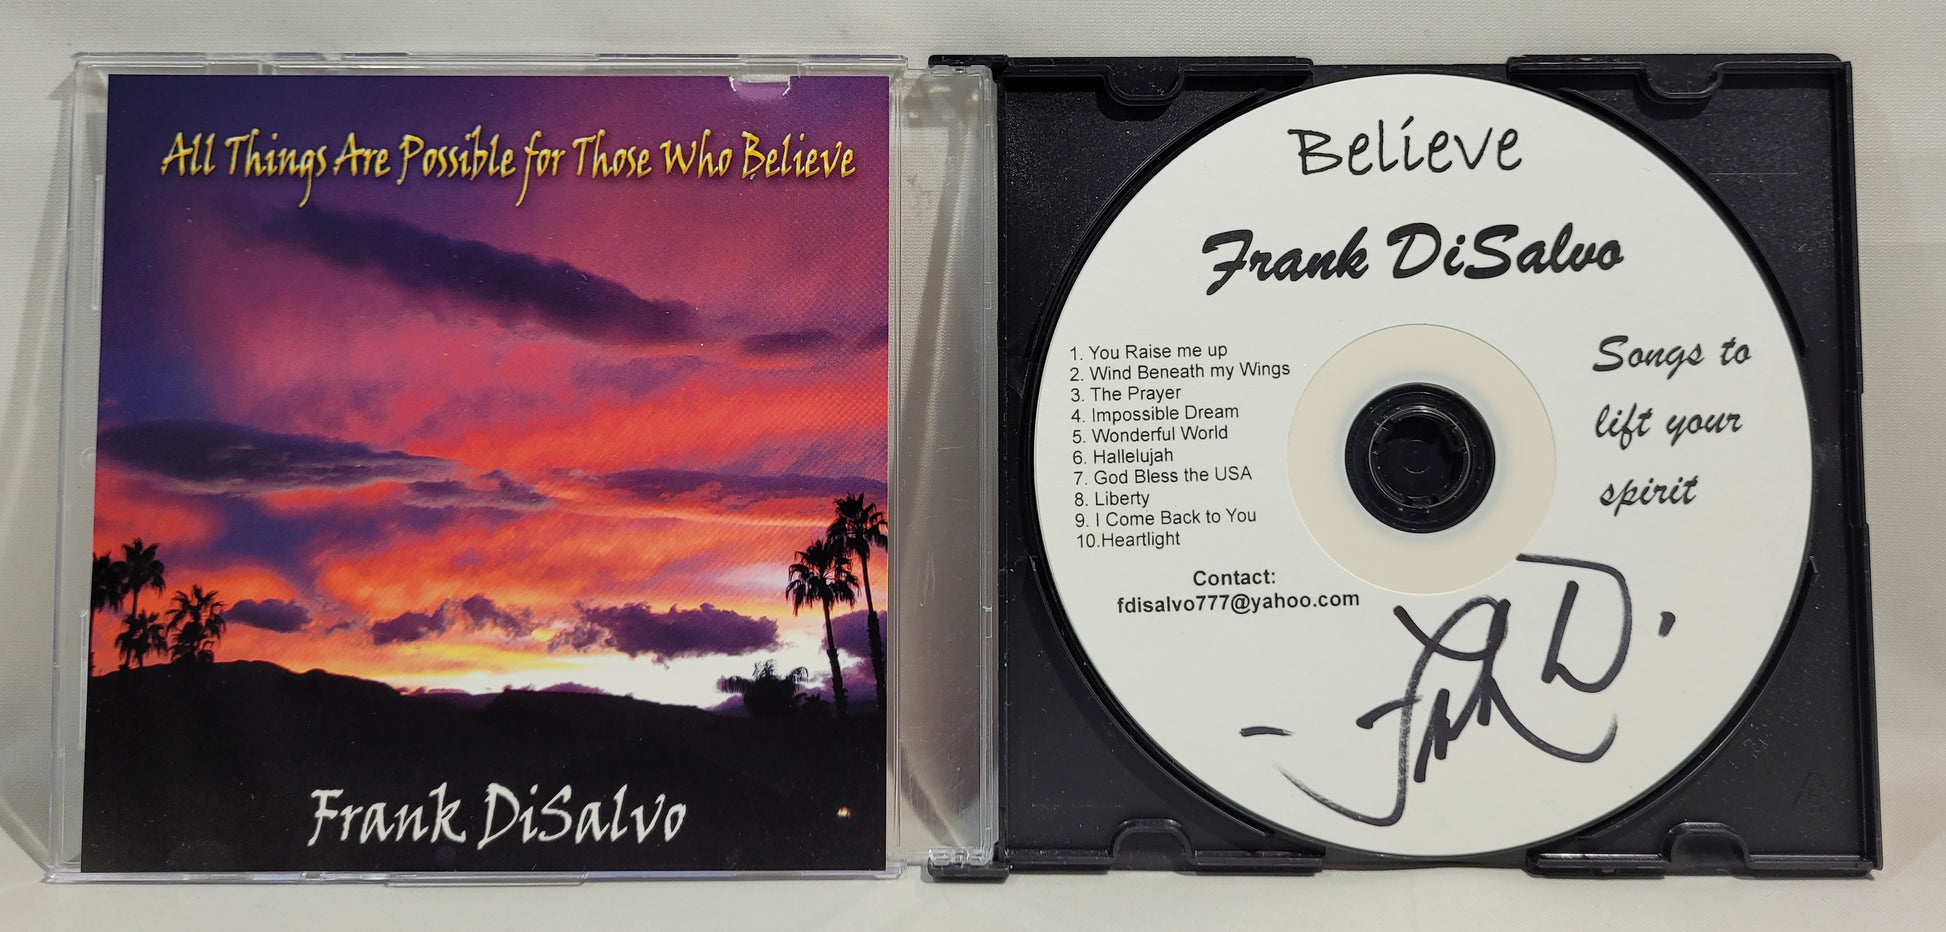 All Things Are Possible for Those Who Believe
Frank DiSalvo
Believe
Frank DiSalvo
1. You Raise me up
2. Wind Beneath my Wings
3. The Prayer
4. Impossible Dream
5. Wonderful World
6. Hallelujah
7. God Bless the USA
8. Liberty
9. I Come Back to You
10.Heartlight
Songs to
lift your
spirit
Contact:
fdisalvo777@yahoo.com